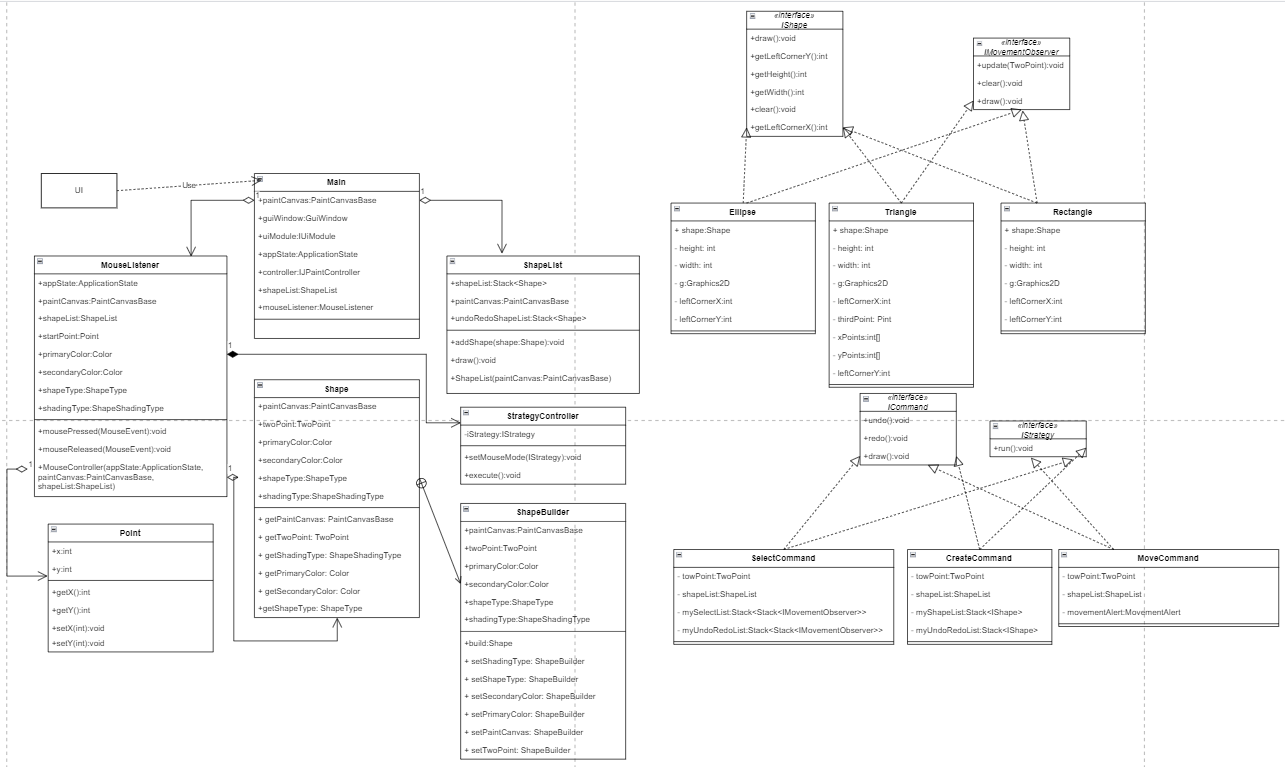 UI
Use
Main
+paintCanvas:PaintCanvasBase
+guiWindow:GuiWindow
+uiModule:IUiModule
+appState:ApplicationState
+controller:IJPaintController
+shapeList:ShapeList
+mouseListener:MouseListener
1
1
MouseListener
+appState:ApplicationState
+paintCanvas:PaintCanvasBase
+shapeList:ShapeList
+startPoint:Point
+primaryColor:Color
+secondaryColor:Color
+shapeType:ShapeType
+shadingType:ShapeShadingType
+mousePressed(MouseEvent):void
+mouseReleased(MouseEvent):void
+MouseController(appState:ApplicationState,
paintCanvas:PaintCanvasBase,
shapeList:ShapeList)
1
1
1
Point
+x:int
+y:int
+getX():int
+getY():int
+setX(int):void
+setY(int):void
Shape
+paintCanvas:PaintCanvasBase
+twoPoint:TwoPoint
+primaryColor:Color
+secondaryColor:Color
+shapeType:ShapeType
+shadingType:ShapeShadingType
+ getPaintCanvas: PaintCanvasBase
+ getTwoPoint: TwoPoint
+ getShadingType: ShapeShadingType
+ getPrimaryColor: Color
+ getSecondaryColor: Color
+getShapeType: ShapeType
ShapeList
+shapeList:Stack<Shape>
+paintCanvas:PaintCanvasBase
+undoRedoShapeList:Stack<Shape>
+addShape(shape:Shape):void
+draw():void
+ShapeList(paintCanvas:PaintCanvasBase)
StrategyController
-iStrategy:IStrategy
+setMouseMode(IStrategy):void
+execute():void
ShapeBuilder
+paintCanvas:PaintCanvasBase
+twoPoint:TwoPoint
+primaryColor:Color
+secondaryColor:Color
+shapeType:ShapeType
+shadingType:ShapeShadingType
+build:Shape
+ setShadingType: ShapeBuilder
+ setShapeType: ShapeBuilder
+ setSecondaryColor: ShapeBuilder
+ setPrimaryColor: ShapeBuilder
+ setPaintCanvas: ShapeBuilder
+ setTwoPoint: ShapeBuilder
«interface»
IShape
+draw():void
+getLeftCornerY():int
+getHeight():int
+getWidth():int
+clear():void
+getLeftCornerX():int
«interface»
IMovementObserver
+update(TwoPoint):void
+clear():void
+draw():void
Ellipse
+ shape:Shape
- height: int
- width: int
- g:Graphics2D
- leftCornerX:int
- leftCornerY:int
Triangle
+ shape:Shape
- height: int
- width: int
- g:Graphics2D
- leftCornerX:int
- thirdPoint: Pint
- xPoints:int[]
- yPoints:int[]
- leftCornerY:int
Rectangle
+ shape:Shape
- height: int
- width: int
- g:Graphics2D
- leftCornerX:int
- leftCornerY:int
«interface»
ICommand
+undo():void
+redo():void
+draw():void
«interface»
IStrategy
+run():void
SelectCommand
- towPoint:TwoPoint
- shapeList:ShapeList
- mySelectList:Stack<Stack<IMovementObserver>>
- myUndoRedoList:Stack<Stack<IMovementObserver>>
CreateCommand
- towPoint:TwoPoint
- shapeList:ShapeList
- myShapeList:Stack<IShape>
- myUndoRedoList:Stack<IShape>
MoveCommand
- towPoint:TwoPoint
- shapeList:ShapeList
- movementAlert:MovementAlert